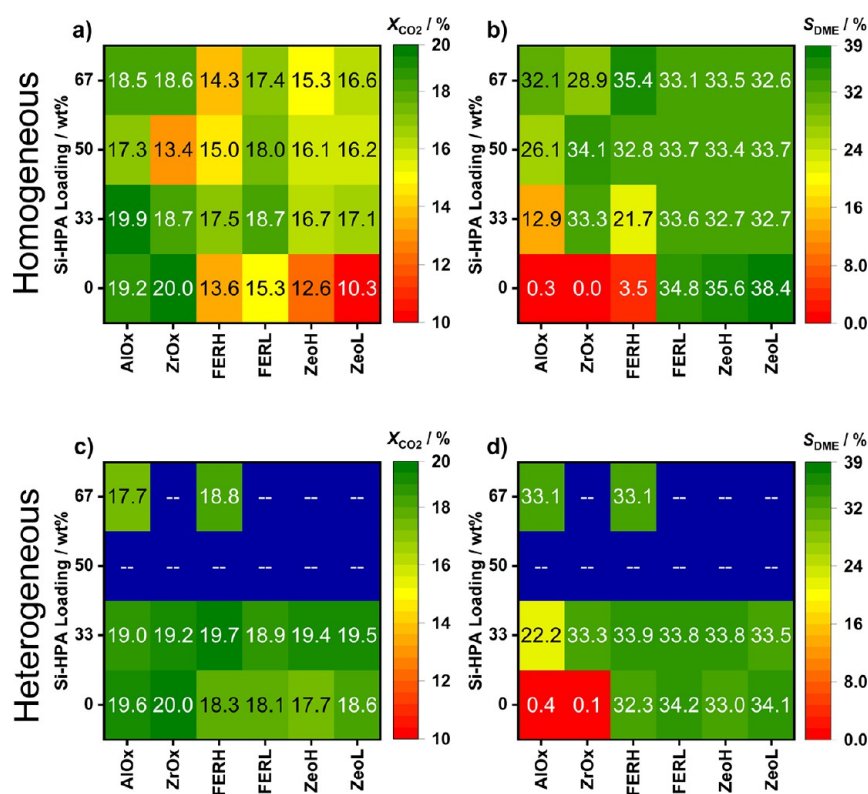 a) X CO2 / %
b) S DME / %
Homogeneous
Si-HPA Loading / wt%
67 18.5 18.6 14.3 17.4 15.3 16.6
50 17.3 13.4 15.0 18.0 16.1 16.2
33 19.9 18.7 17.5 18.7 16.7 17.1
0 19.2 20.0 13.6 15.3 12.6 10.3
AlOx ZrOx FERH FERL ZeoH ZeoL
20
18
16
14
12
10
Si-HPA Loading / wt%
67 32.1 28.9 35.4 33.1 33.5 32.6
50 26.1 34.1 32.8 33.7 33.4 33.7
33 12.9 33.3 21.7 33.6 32.7 32.7
0 0.3 0.0 3.5 34.8 35.6 38.4
AlOx ZrOx FERH FERL ZeoH ZeoL
39
32
24
16
8.0
0.0
c) X CO2 / %
d) S DME / %
Heterogeneous
Si-HPA Loading / wt%
67 17.7 -- 18.8 -- -- --
50 -- -- -- -- -- --
33 19.0 19.2 19.7 18.9 19.4 19.5
0 19.6 20.0 18.3 18.1 17.7 18.6
AlOx ZrOx FERH FERL ZeoH ZeoL
20
18
16
14
12
10
Si-HPA Loading / wt%
67 33.1 -- 33.1 -- -- --
50 -- -- -- -- -- --
33 22.2 33.3 33.9 33.8 33.8 33.5
0 0.4 0.1 32.3 34.2 33.0 34.1
AlOx ZrOx FERH FERL ZeoH ZeoL
39
32
24
16
8.0
0.0